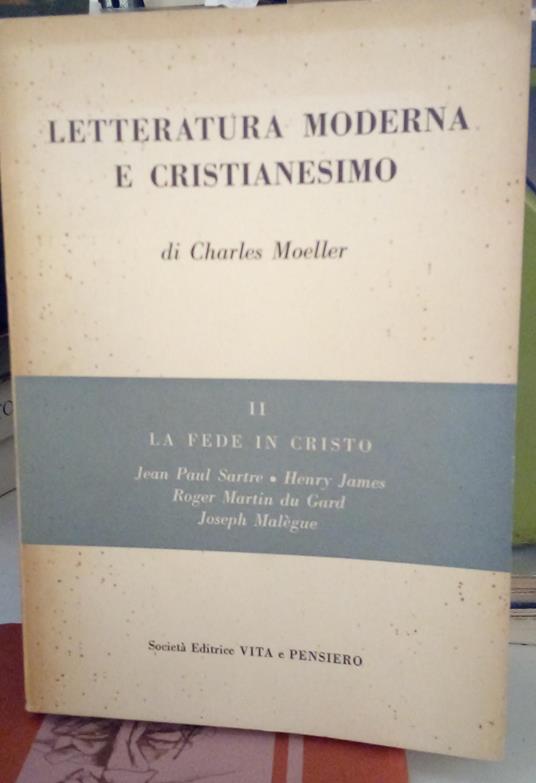 LETTERATURA MODERNA
E CRISTIANESIMO
di Charles Moeller
II
LA FEDE IN CRISTO
Jean Paul Sartre • Henry James
Roger Martin du Gard
Joseph Malègue
Società Editrice VITA e PENSIERO